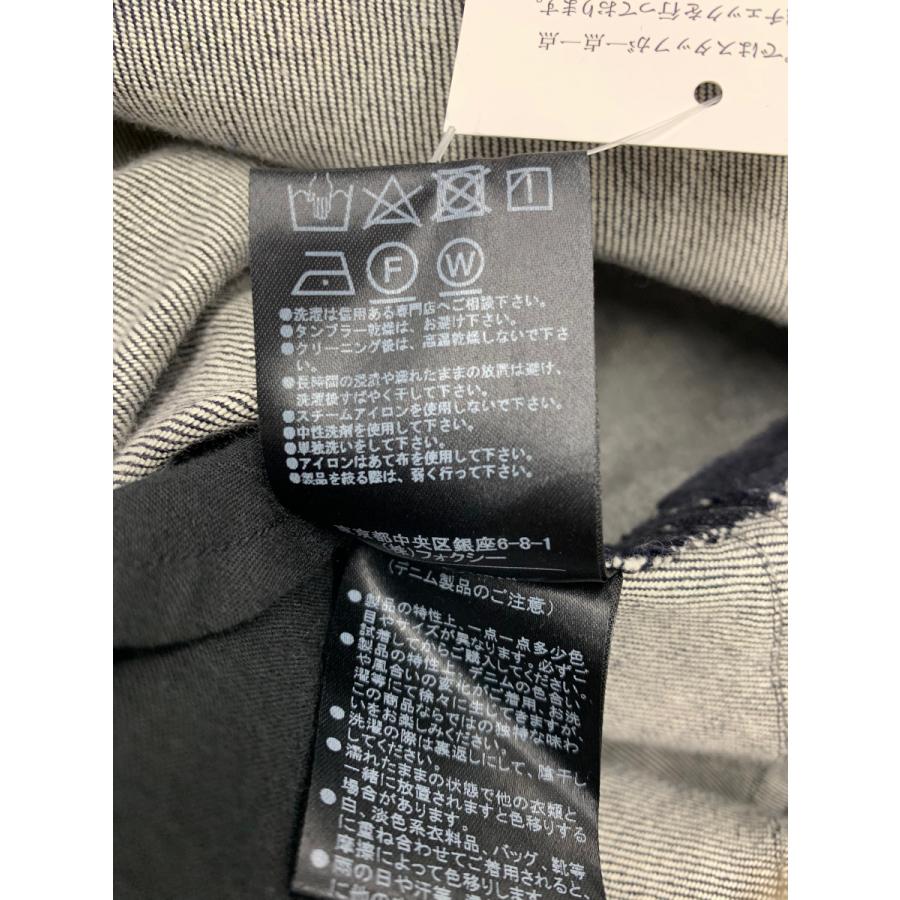 ではスタッフが一点一点
チェックを行っております。
F W
●洗濯は信用ある専門店へご相談下さい。
●タンブラー乾燥は、お避け下さい。
●クリーニング後は、高温乾燥しないで下さい。
●長時間の浸漬や濡れたままの放置は避け、
洗濯後すばやく干して下さい。
●スチームアイロンを使用しないで下さい。
●中性洗剤を使用して下さい。
●単独洗いをして下さい。
●アイロンはあて布を使用して下さい。
●製品を絞る際は、弱く行って下さい。
東京都中央区銀座6-8-1
(株)フォクシー
(デニム製品のご注意)
●製品の特性上、一点一点多少色
目やサイズが異なります。必ずご
試着してからご購入してください。
●製品の特性上、デニムの色合い
や風合いの変化がご着用、お洗
濯等にて徐々に生じてきますが、
この商品ならではの独特な味わ
いをお楽しみください。
●洗濯の際は裏返しにして、陰干し
してください。
●濡れたままの状態で他の衣類と
一緒に放置されますと色移りする
場合があります。
●白、淡色系衣料品、バッグ、靴等
に重ね合わせてご着用されると
摩擦によって色移りします。
●雨の日や汗等